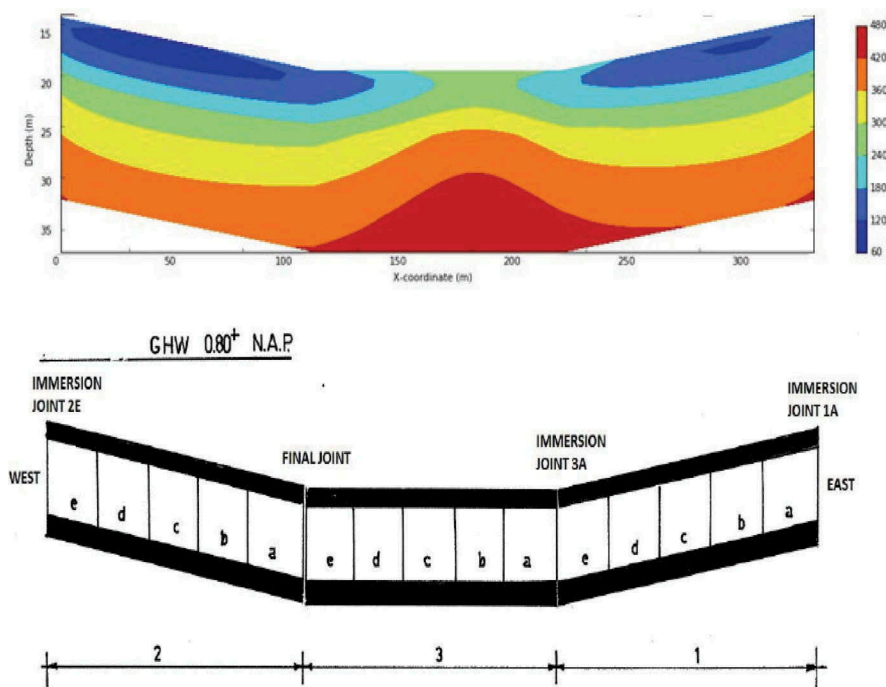 15
20
25
30
35
Depth (m)
0 50 100 150 200 250 300
X-coordinate (m)
480
420
360
300
240
180
120
60
GHW 0.80+ N.A.P.
IMMERSION
JOINT 2E
IMMERSION
JOINT 1A
FINAL JOINT
IMMERSION
JOINT 3A
WEST
EAST
e d c b a
e d c b a
e d c b a
2 3 1